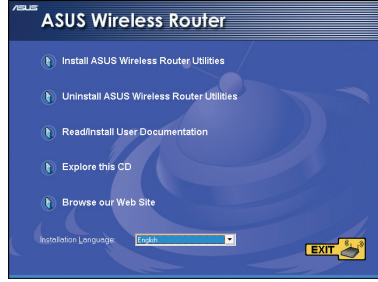 ASUS
ASUS Wireless Router
Install ASUS Wireless Router Utilities
Uninstall ASUS Wireless Router Utilities
Read/Install User Documentation
Explore this CD
Browse our Web Site
Installation Language: English
EXIT